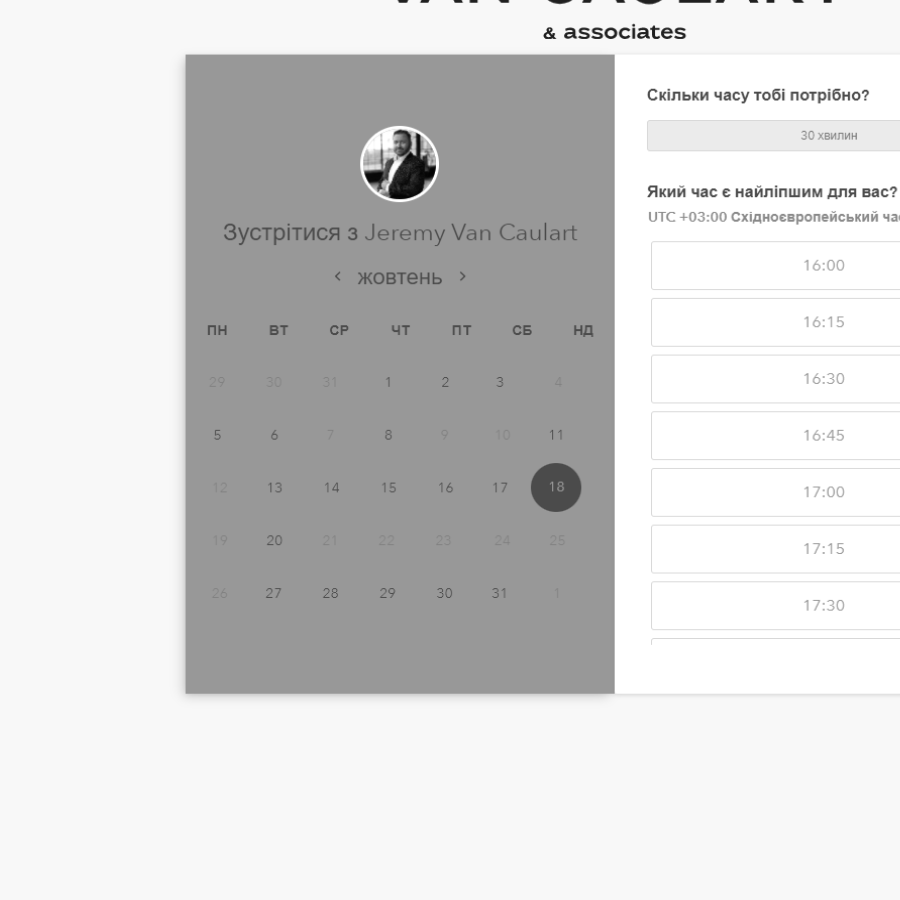 VAN CAULART
& associates
Зустрітися з Jeremy Van Caulart
жовтень
ПН ВТ СР ЧТ ПТ СБ НД
29 30 31 1 2 3 4
5 6 7 8 9 10 11
12 13 14 15 16 17 18
19 20 21 22 23 24 25
26 27 28 29 30 31 1
Скільки часу тобі потрібно?
30 хвилин
Який час є найліпшим для вас?
UTC +03:00 Східноєвропейський
16:00
16:15
16:30
16:45
17:00
17:15
17:30